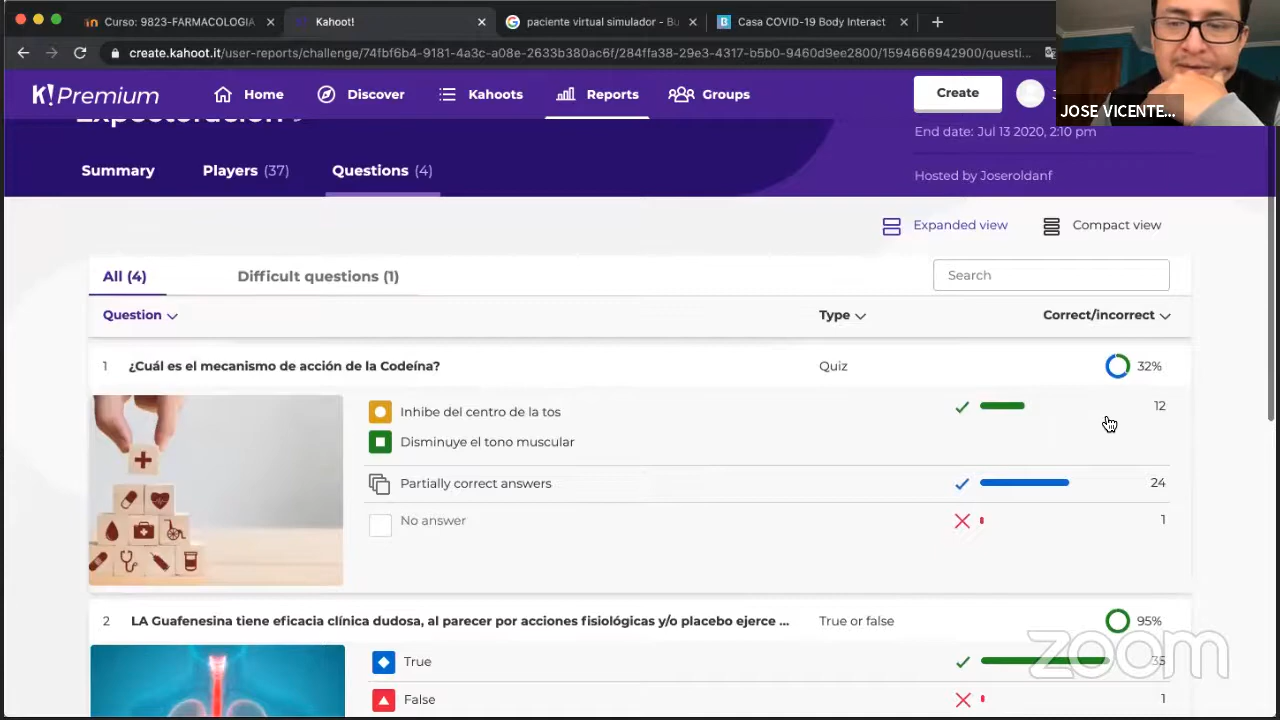 Curso: 9823-FARMACOLOGIA
Kahoot!
paciente virtual simulador - Bu
Casa COVID-19 Body Interact
create.kahoot.it/user-reports/challenge/74fbf6b4-9181-4a3c-a08e-2633b380ac6f/284ffa38-29e3-4317-b5b0-9460d9ee2800/1594666942900/questi...
K! Premium
Home
Discover
Kahoots
Reports
Groups
Create
JOSE VICENTE...
End date: Jul 13 2020, 2:10 pm
Summary
Players (37)
Questions (4)
Hosted by Joseroldanf
Expanded view
Compact view
All (4)
Difficult questions (1)
Search
Question
Type
Correct/incorrect
1 ¿Cuál es el mecanismo de acción de la Codeína? Quiz 32%
Inhibe del centro de la tos 12
Disminuye el tono muscular
Partially correct answers 24
No answer 1
2 LA Guafenesina tiene eficacia clínica dudosa, al parecer por acciones fisiológicas y/o placebo ejerce ... True or false 95%
True 35
False 1
zoom